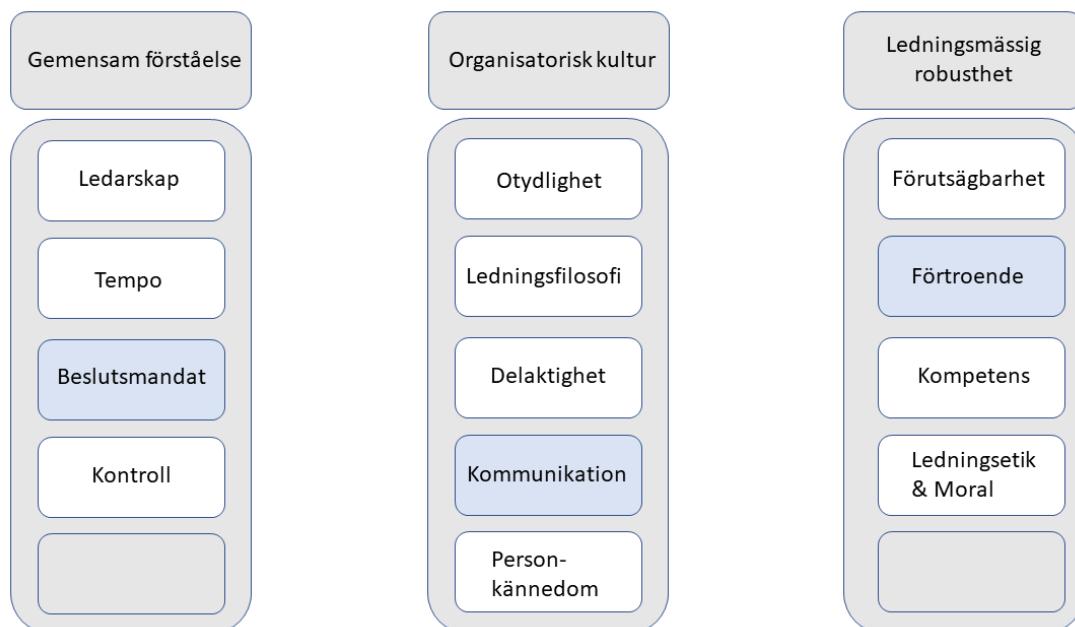 Gemensam förståelse
Ledarskap
Tempo
Beslutsmandat
Kontroll
Organisatorisk kultur
Otydlighet
Ledningsfilosofi
Delaktighet
Kommunikation
Person-
kännedom
Ledningsmässig
robusthet
Förutsägbarhet
Förtroende
Kompetens
Ledningsetik
& Moral